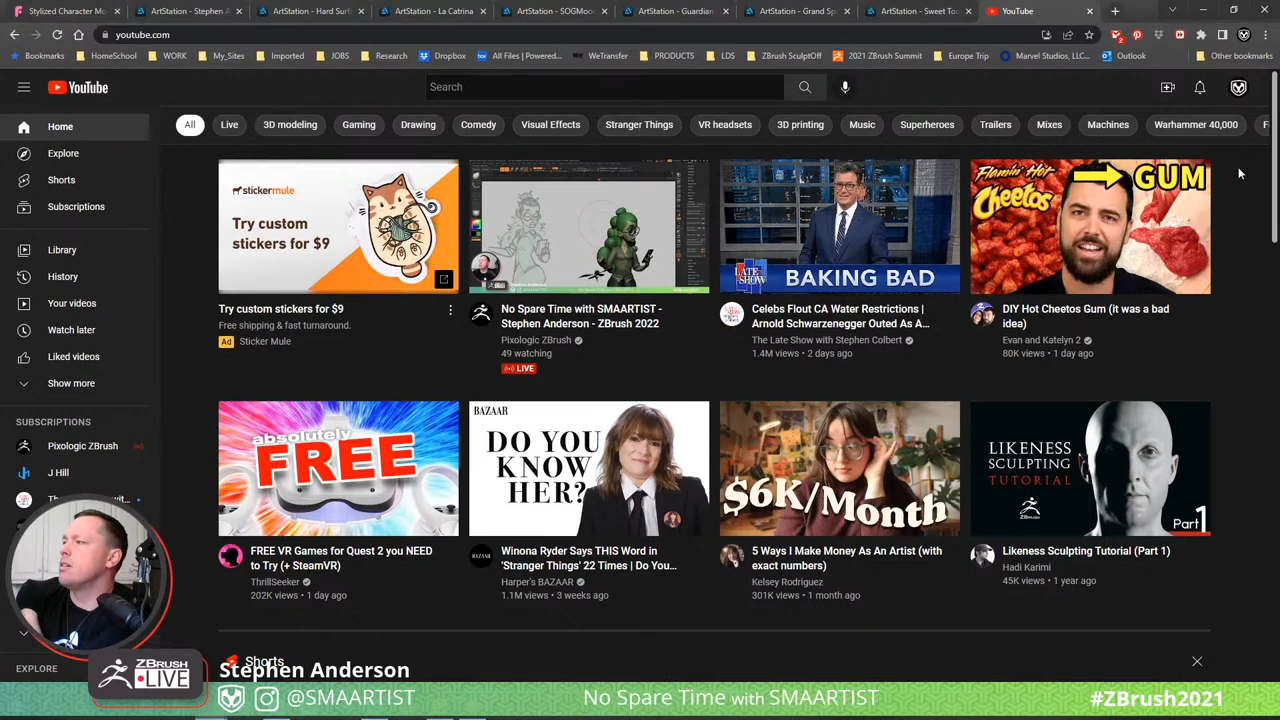 Stylized Character Mo
ArtStation - Stephen A
ArtStation - Hard Surf
ArtStation - La Catrina
ArtStation - SOGMoo
ArtStation - Guardian
ArtStation - Grand Sp
ArtStation - Sweet Too
YouTube
youtube.com
Bookmarks
HomeSchool
WORK
My_Sites
Imported
JOBS
Research
Dropbox
All Files | Powered...
WeTransfer
PRODUCTS
LDS
ZBrush SculptOff
2021 ZBrush Summit
Europe Trip
Marvel Studios, LLC...
Outlook
Other bookmarks
YouTube
Search
All
Live
3D modeling
Gaming
Drawing
Comedy
Visual Effects
Stranger Things
VR headsets
3D printing
Music
Superheroes
Trailers
Mixes
Machines
Warhammer 40,000
F
Home
Explore
Shorts
Subscriptions
Library
History
Your videos
Watch later
Liked videos
Show more
SUBSCRIPTIONS
Pixologic ZBrush
J Hill
EXPLORE
stickermule
Try custom
stickers for $9
Try custom stickers for $9
Free shipping & fast turnaround.
Ad Sticker Mule
No Spare Time with SMAARTIST -
Stephen Anderson - ZBrush 2022
Pixologic ZBrush
49 watching
LIVE
LATE SHOW
BAKING BAD
Celebs Flout CA Water Restrictions |
Arnold Schwarzenegger Outed As A...
The Late Show with Stephen Colbert
1.4M views • 2 days ago
Flamin' Hot
Cheetos
GUM
DIY Hot Cheetos Gum (it was a bad
idea)
Evan and Katelyn 2
80K views • 1 day ago
absolutely
FREE
FREE VR Games for Quest 2 you NEED
to Try (+ SteamVR)
ThrillSeeker
202K views • 1 day ago
BAZAAR
DO YOU
KNOW
HER?
BAZAAR
Winona Ryder Says THIS Word in
'Stranger Things' 22 Times | Do You...
Harper's BAZAAR
1.1M views • 3 weeks ago
$6K/Month
5 Ways I Make Money As An Artist (with
exact numbers)
Kelsey Rodriguez
301K views • 1 month ago
LIKENESS
SCULPTING
TUTORIAL
Part 1
Likeness Sculpting Tutorial (Part 1)
Hadi Karimi
45K views • 1 year ago
Shorts
Stephen Anderson
ZBRUSH
LIVE
@SMAARTIST
No Spare Time with SMAARTIST
#ZBrush2021